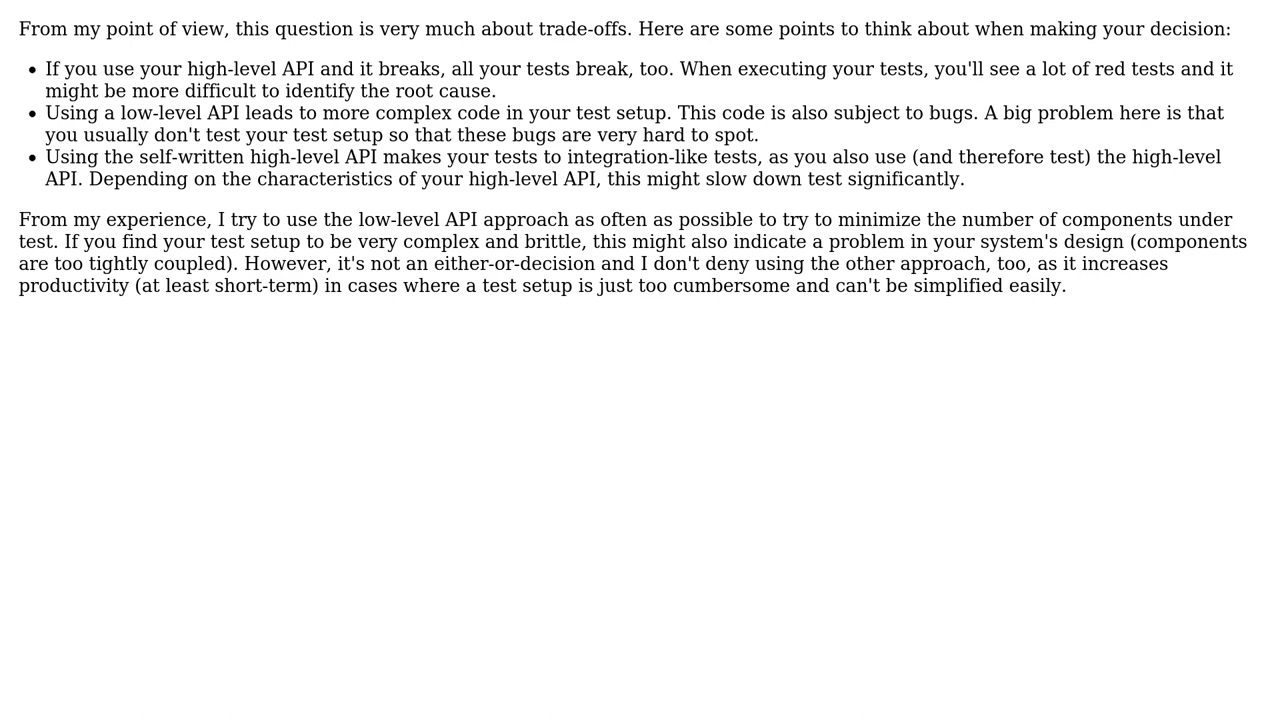 From my point of view, this question is very much about trade-offs. Here are some points to think about when making your decision:
• If you use your high-level API and it breaks, all your tests break, too. When executing your tests, you'll see a lot of red tests and it
might be more difficult to identify the root cause.
• Using a low-level API leads to more complex code in your test setup. This code is also subject to bugs. A big problem here is that
you usually don't test your test setup so that these bugs are very hard to spot.
• Using the self-written high-level API makes your tests to integration-like tests, as you also use (and therefore test) the high-level
API. Depending on the characteristics of your high-level API, this might slow down test significantly.
From my experience, I try to use the low-level API approach as often as possible to try to minimize the number of components under
test. If you find your test setup to be very complex and brittle, this might also indicate a problem in your system's design (components
are too tightly coupled). However, it's not an either-or-decision and I don't deny using the other approach, too, as it increases
productivity (at least short-term) in cases where a test setup is just too cumbersome and can't be simplified easily.